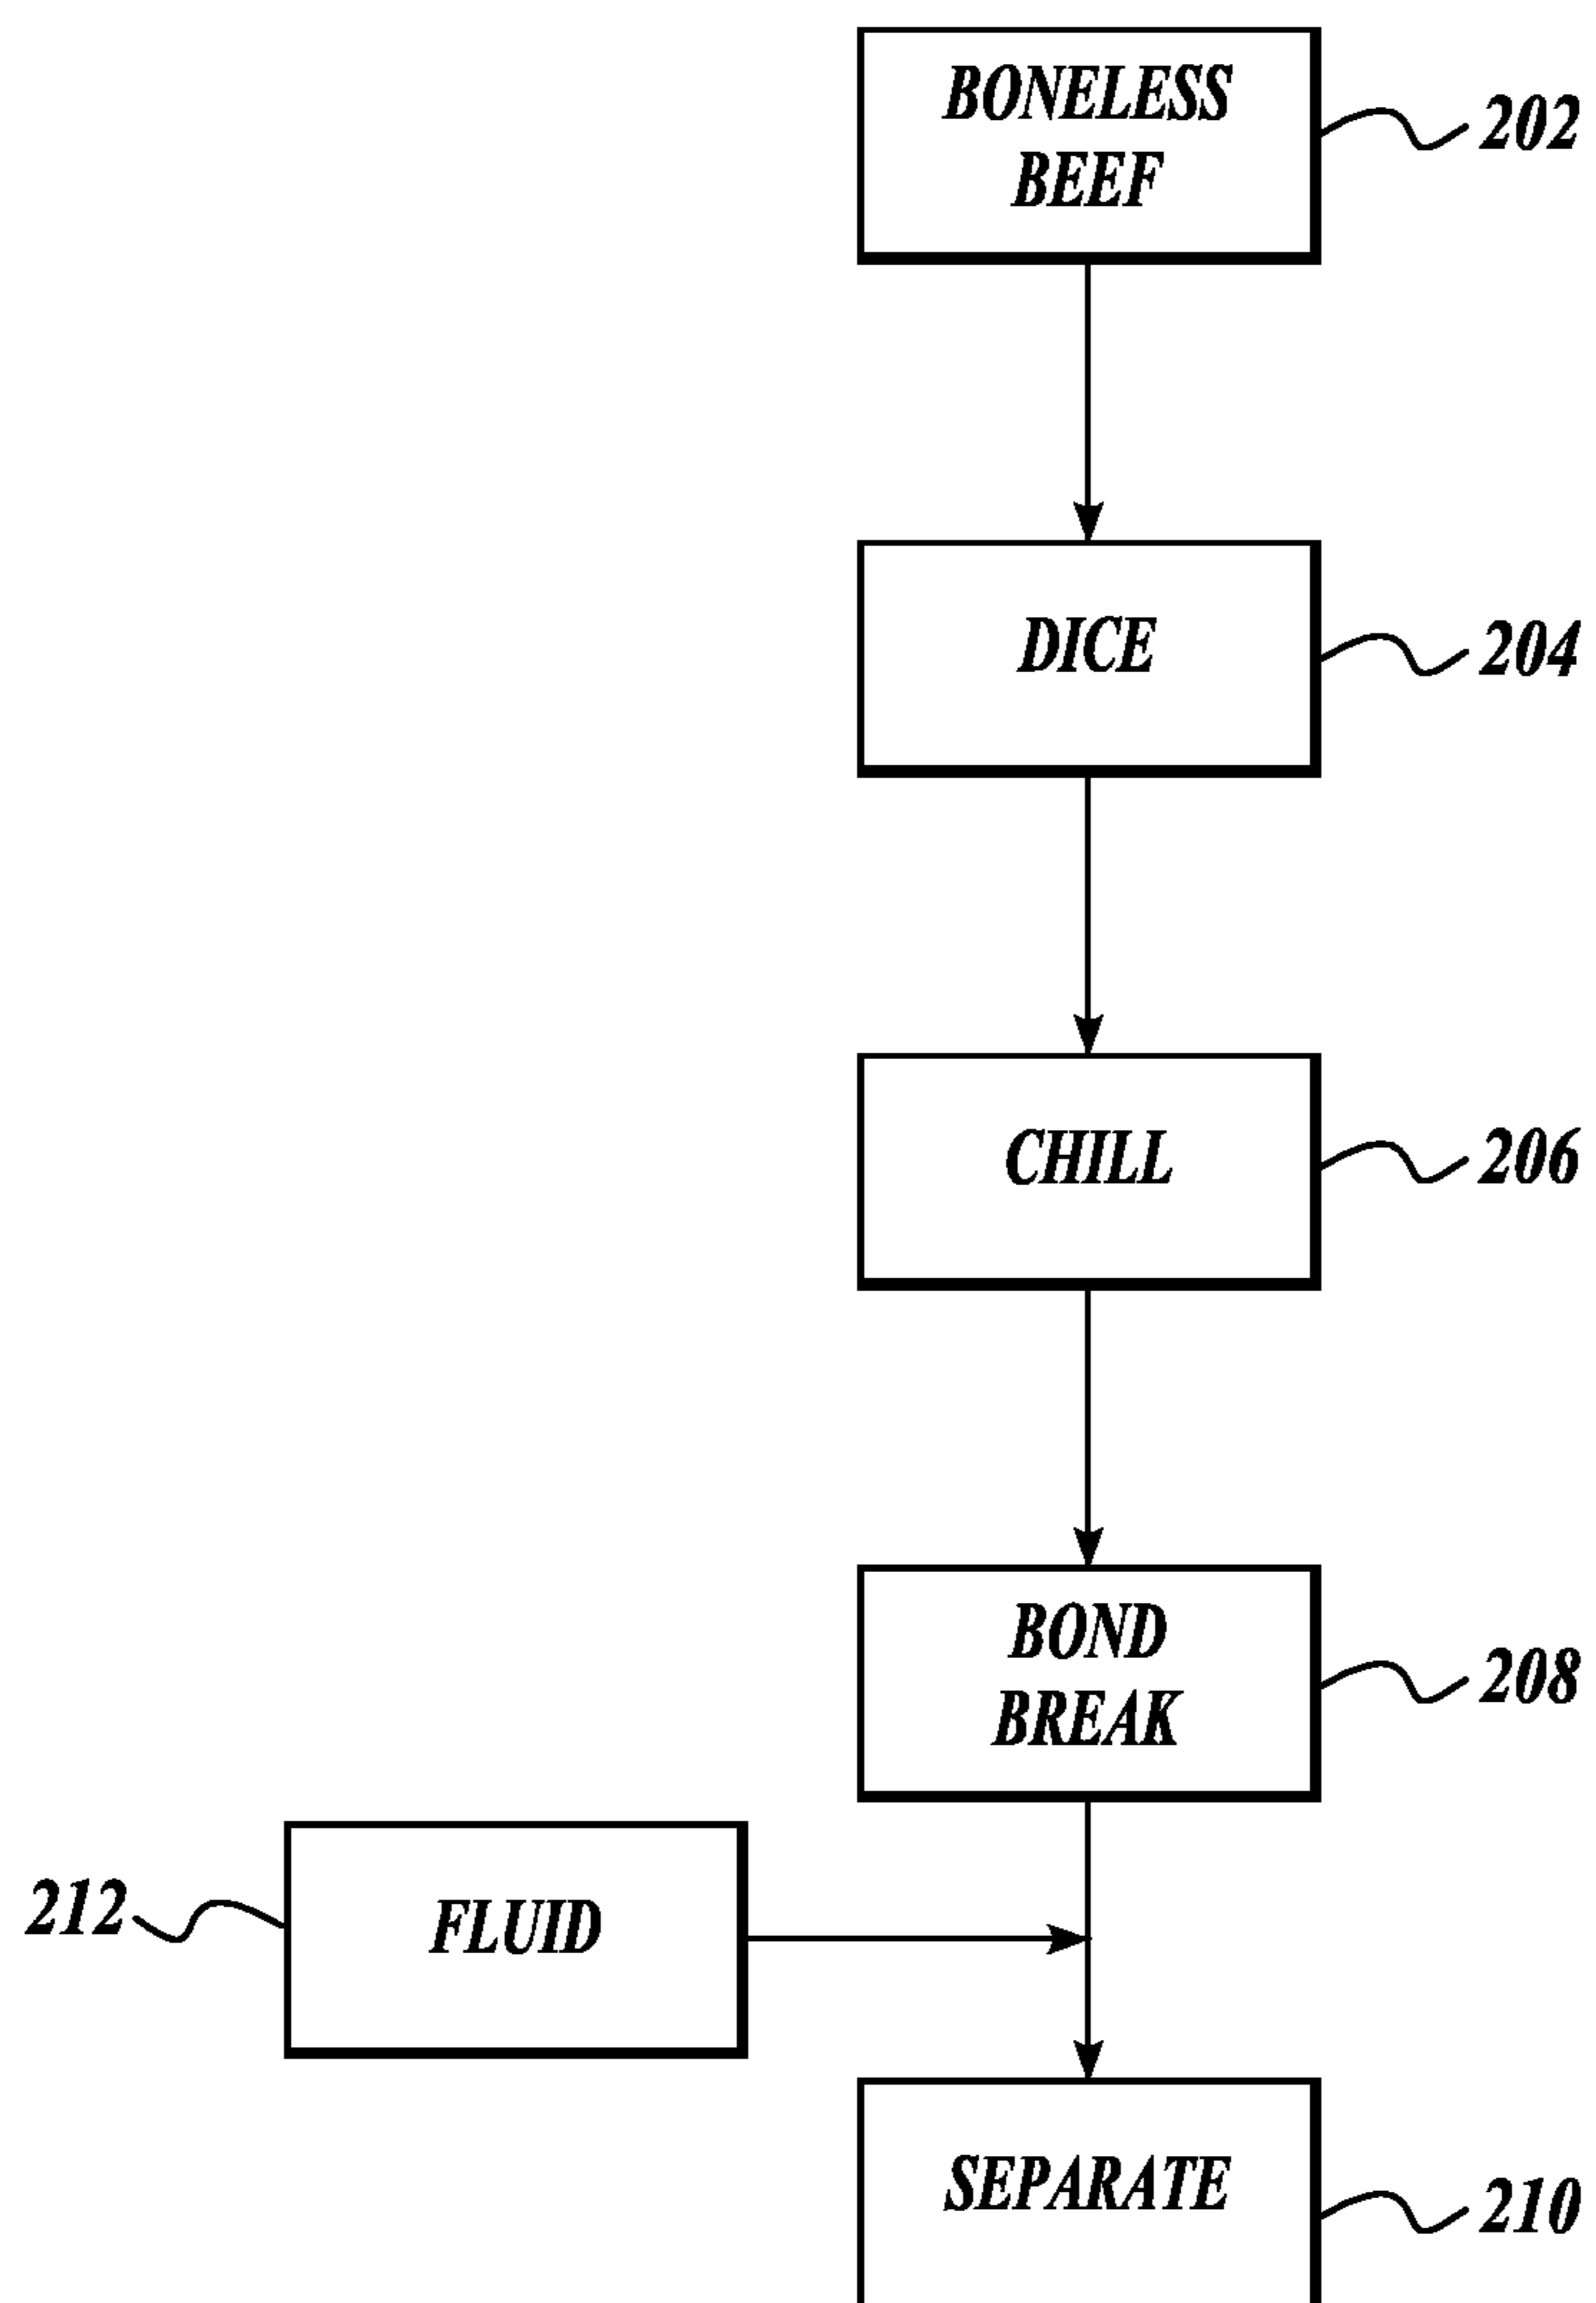 BONELESS
BEEF
202
DICE
204
CHILL
206
BOND
BREAK
208
212
FLUID
SEPARATE
210